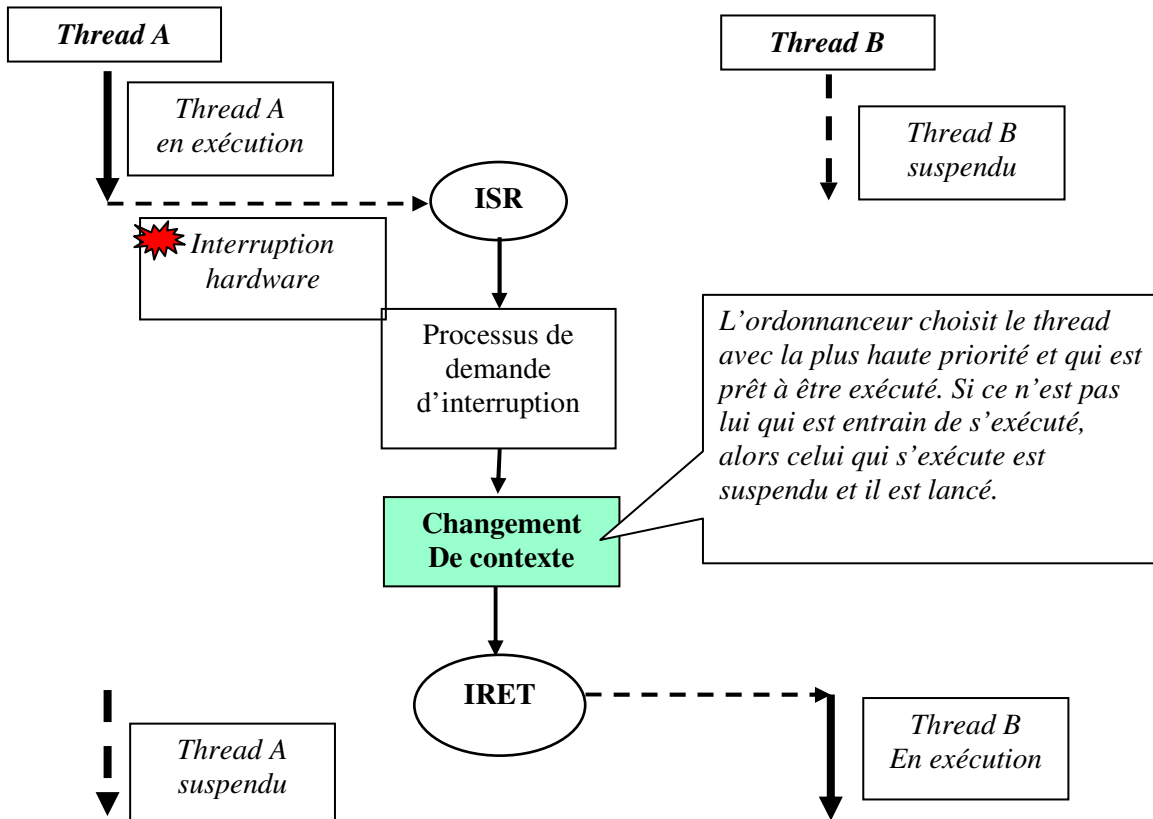 Thread A
Thread B
Thread A
en exécution
Thread B
suspendu
ISR
Interruption
hardware
Processus de
demande
d’interruption
L’ordonnanceur choisit le thread
avec la plus haute priorité et qui est
prêt à être exécuté. Si ce n’est pas
lui qui est entrain de s’exécuté,
alors celui qui s’exécute est
suspendu et il est lancé.
Changement
De contexte
IRET
Thread A
suspendu
Thread B
En exécution